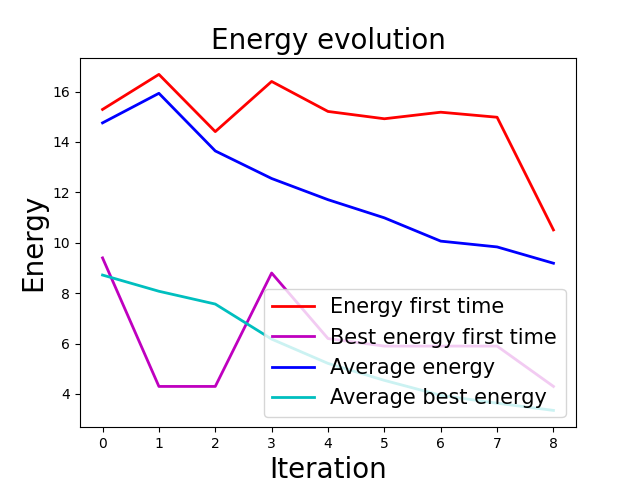 Energy evolution
Energy
16
14
12
10
8
6
4
Energy first time
Best energy first time
Average energy
Average best energy
0 1 2 3 4 5 6 7 8
Iteration